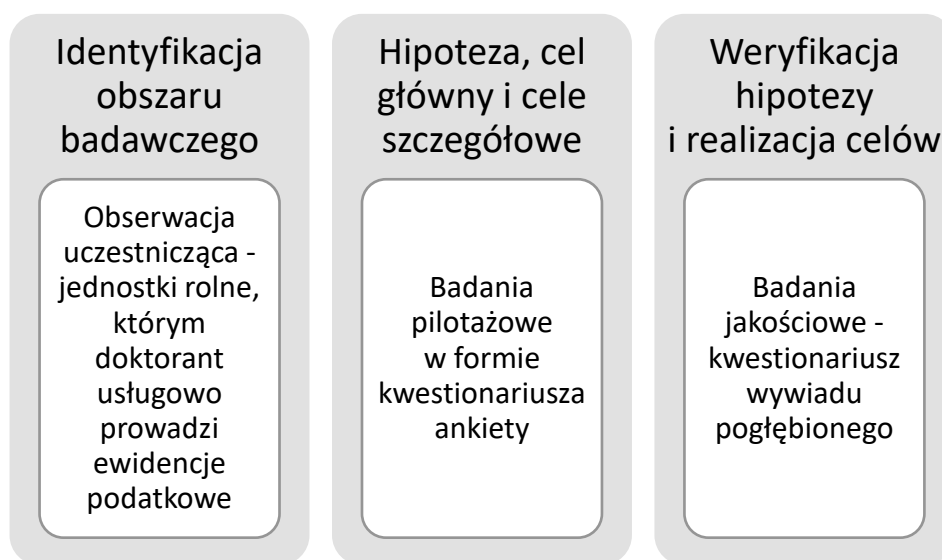 Identyfikacja
obszaru
badawczego
Obserwacja
uczestnicząca -
jednostki rolne,
którym
doktorant
usługowo
prowadzi
ewidencje
podatkowe
Hipoteza, cel
główny i cele
szczegółowe
Badania
pilotażowe
w formie
kwestionariusza
ankiety
Weryfikacja
hipotezy
i realizacja celów
Badania
jakościowe -
kwestionariusz
wywiadu
pogłębionego